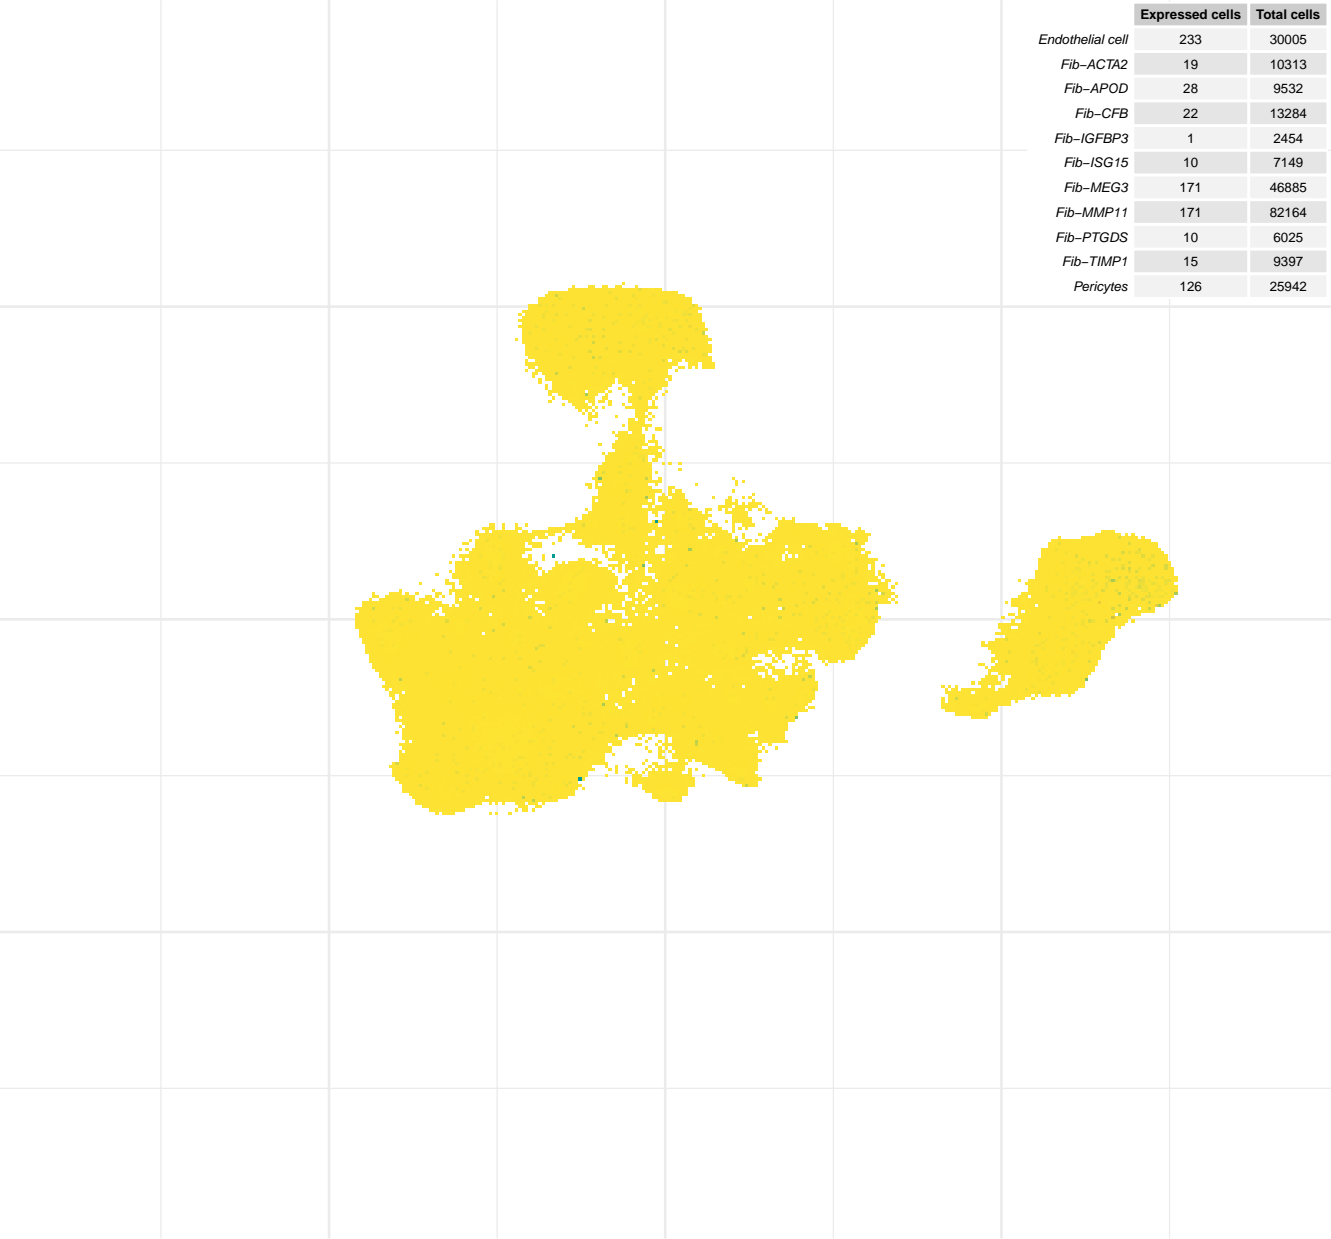 Expressed cells Total cells
Endothelial cell 233 30005
Fib−ACTA2 19 10313
Fib−APOD 28 9532
Fib−CFB 22 13284
Fib−IGFBP3 1 2454
Fib−ISG15 10 7149
Fib−MEG3 171 46885
Fib−MMP11 171 82164
Fib−PTGDS 10 6025
Fib−TIMP1 15 9397
Pericytes 126 25942